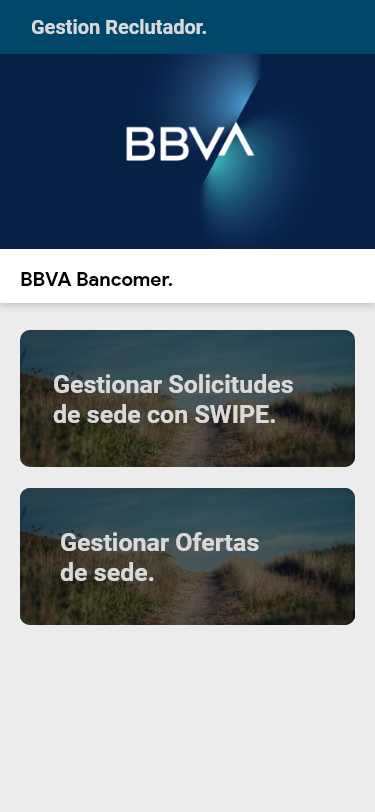 Gestion Reclutador.
BBVA
BBVA Bancomer.
Gestionar Solicitudes
de sede con SWIPE.
Gestionar Ofertas
de sede.